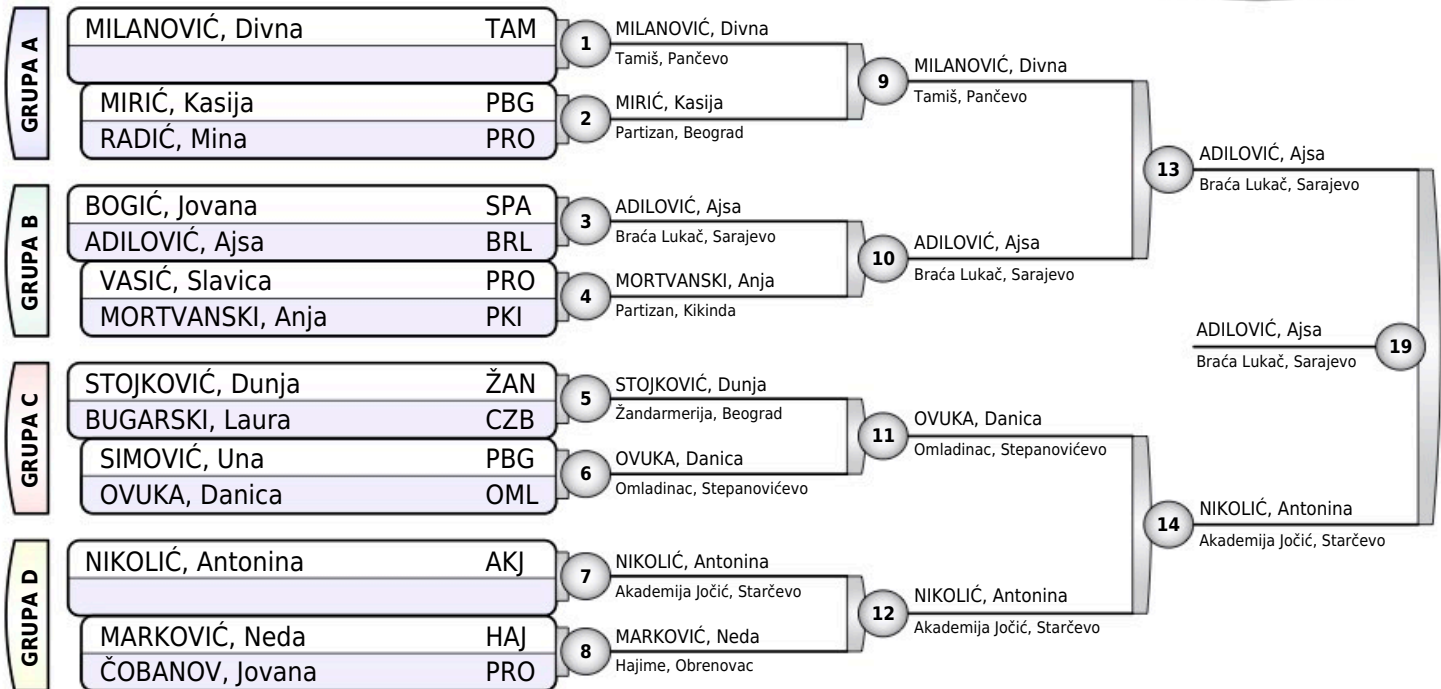 GRUPA A
MILANOVIĆ, Divna TAM
MIRIĆ, Kasija PBG
RADIĆ, Mina PRO
GRUPA B
BOGIĆ, Jovana SPA
ADILOVIĆ, Ajsa BRL
VASIĆ, Slavica PRO
MORTVANSKI, Anja PKI
GRUPA C
STOJKOVIĆ, Dunja ŽAN
BUGARSKI, Laura CZB
SIMOVIĆ, Una PBG
OVUKA, Danica OML
GRUPA D
NIKOLIĆ, Antonina AKJ
MARKOVIĆ, Neda HAJ
ČOBANOV, Jovana PRO
1
MILANOVIĆ, Divna
Tamiš, Pančevo
2
MIRIĆ, Kasija
Partizan, Beograd
3
ADILOVIĆ, Ajsa
Braća Lukač, Sarajevo
4
MORTVANSKI, Anja
Partizan, Kikinda
5
STOJKOVIĆ, Dunja
Žandarmerija, Beograd
6
OVUKA, Danica
Omladinac, Stepanovićevo
7
NIKOLIĆ, Antonina
Akademija Jočić, Starčevo
8
MARKOVIĆ, Neda
Hajime, Obrenovac
9
MILANOVIĆ, Divna
Tamiš, Pančevo
10
ADILOVIĆ, Ajsa
Braća Lukač, Sarajevo
11
OVUKA, Danica
Omladinac, Stepanovićevo
12
NIKOLIĆ, Antonina
Akademija Jočić, Starčevo
13
ADILOVIĆ, Ajsa
Braća Lukač, Sarajevo
14
NIKOLIĆ, Antonina
Akademija Jočić, Starčevo
ADILOVIĆ, Ajsa
Braća Lukač, Sarajevo
19